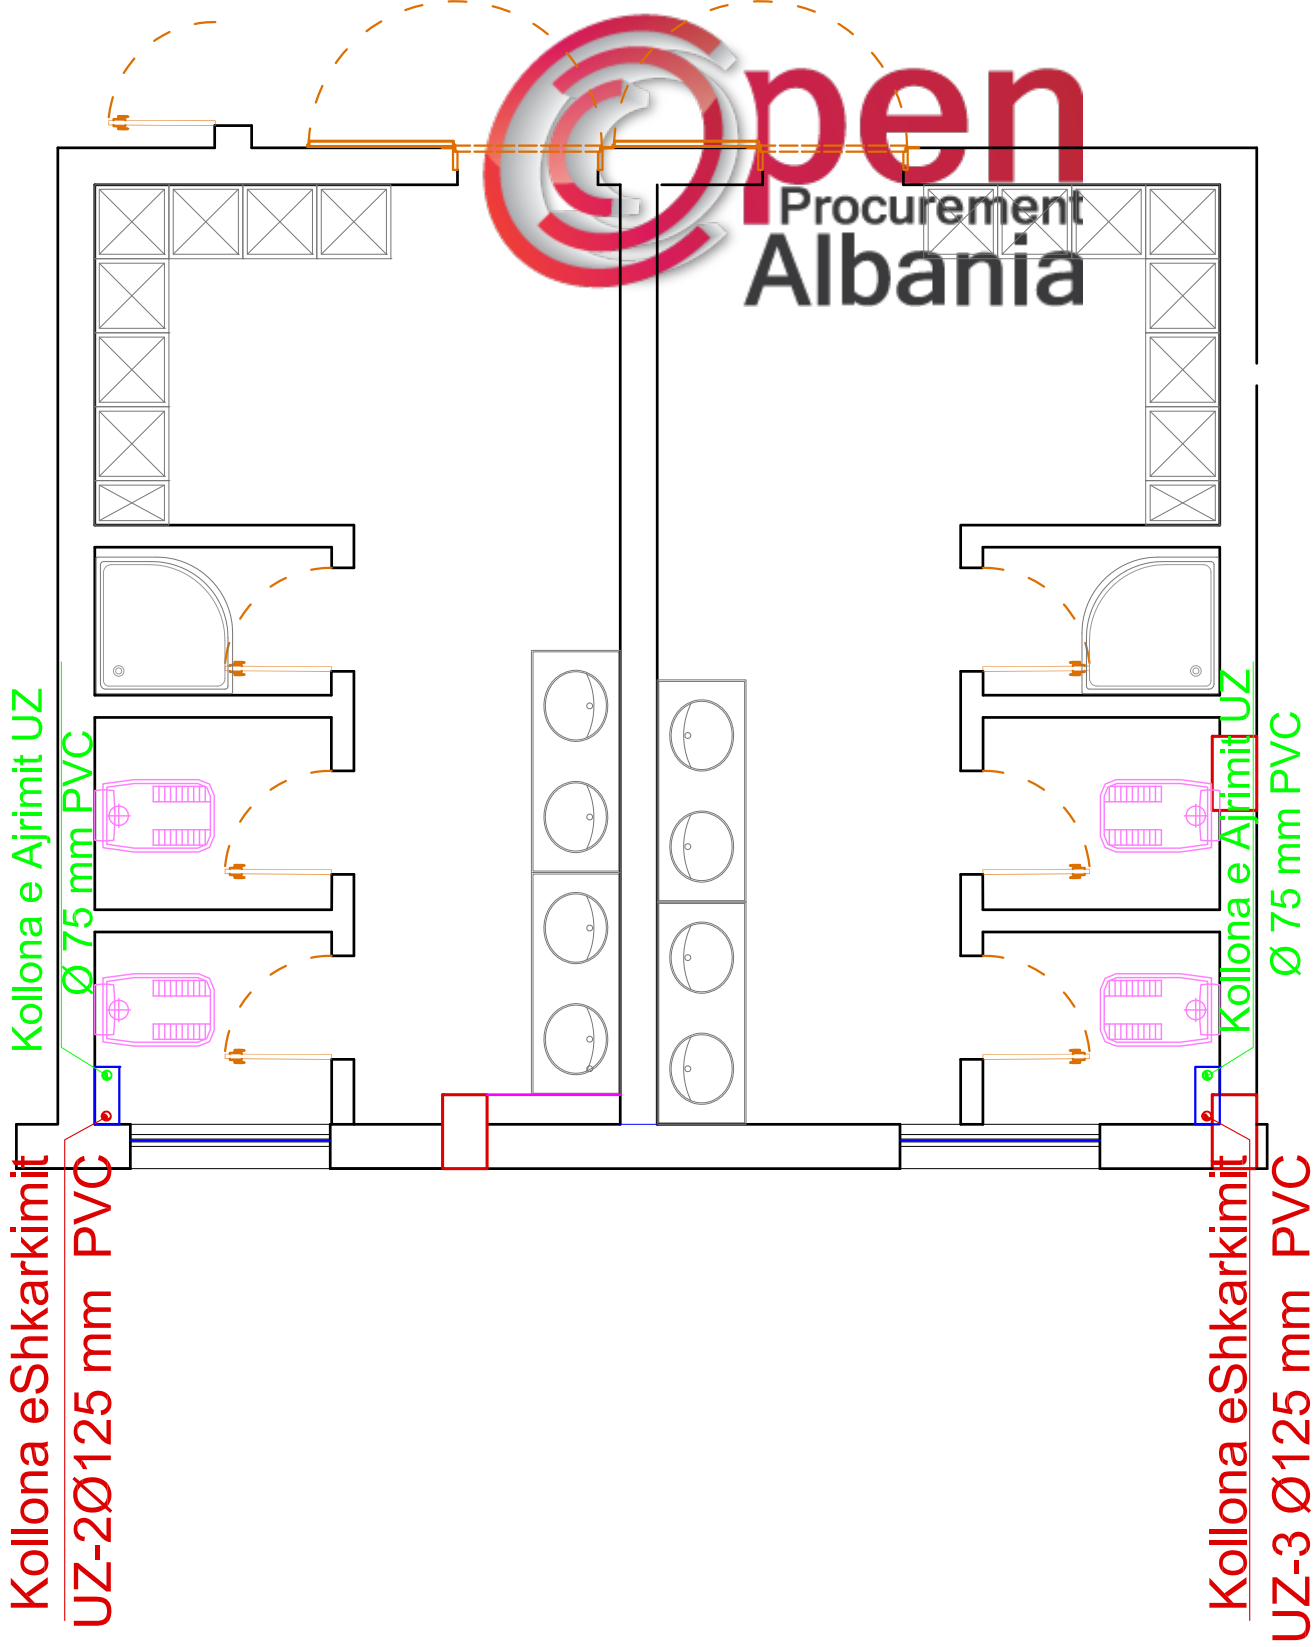 Open
Procurement
Albania
Kollona e Ajrimit UZ
Ø 75 mm PVC
Kollona e Ajrimit UZ
Ø 75 mm PVC
Kollona eShkarkimit
UZ-2Ø125 mm PVC
Kollona eShkarkimit
UZ-3 Ø125 mm PVC